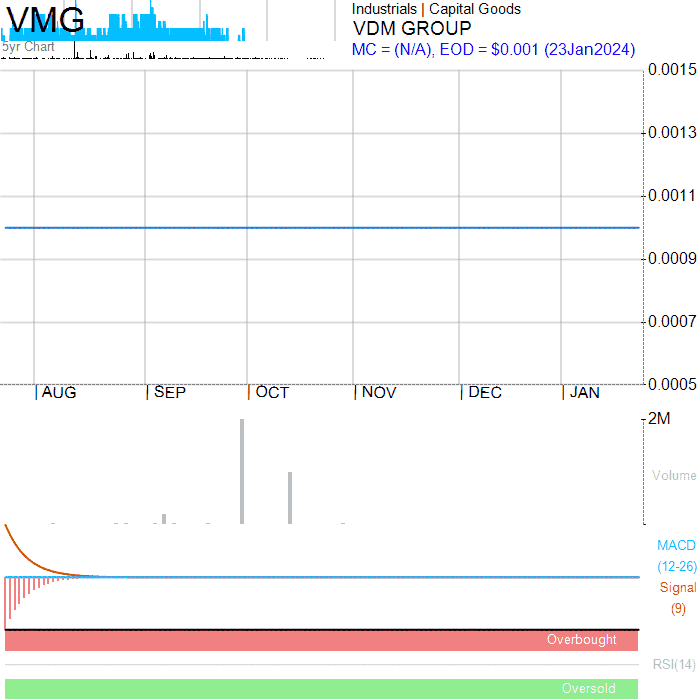 VMG
Industrials | Capital Goods
VDM GROUP
5yr Chart
MC = (N/A), EOD = $0.001 (23Jan2024)
0.0015
0.0013
0.0011
0.0009
0.0007
0.0005
AUG SEP OCT NOV DEC JAN
2M
Volume
MACD
(12-26)
Signal
(9)
Overbought
RSI(14)
Oversold